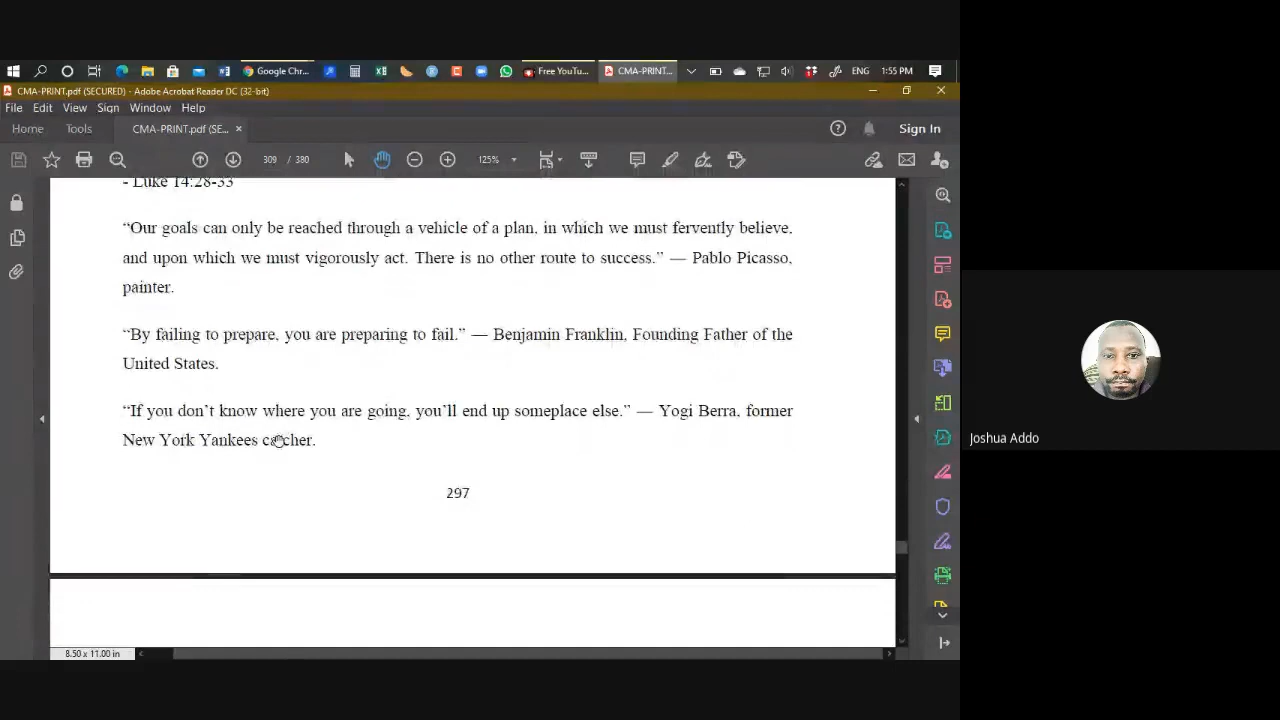 Google Chr...
Free YouTu...
CMA-PRINT...
ENG
1:55 PM
CMA-PRINT.pdf (SECURED) - Adobe Acrobat Reader DC (32-bit)
File Edit View Sign Window Help
Home Tools CMA-PRINT.pdf (SE... × Sign In
309 / 380 125%
- Luke 14:28-33
“Our goals can only be reached through a vehicle of a plan, in which we must fervently believe,
and upon which we must vigorously act. There is no other route to success.” — Pablo Picasso,
painter.
“By failing to prepare, you are preparing to fail.” — Benjamin Franklin, Founding Father of the
United States.
“If you don’t know where you are going, you’ll end up someplace else.” — Yogi Berra, former
New York Yankees catcher.
297
8.50 x 11.00 in
Joshua Addo